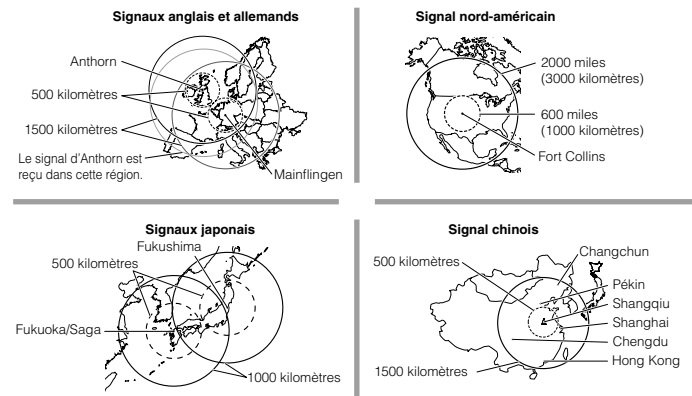 Signaux anglais et allemands
Anthorn
500 kilomètres
1500 kilomètres
Le signal d'Anthorn est
reçu dans cette région.
Mainflingen
Signal nord-américain
2000 miles
(3000 kilomètres)
600 miles
(1000 kilomètres)
Fort Collins
Signaux japonais
Fukushima
500 kilomètres
Fukuoka/Saga
1000 kilomètres
Signal chinois
Changchun
500 kilomètres
Pékin
Shangqiu
Shanghai
Chengdu
Hong Kong
1500 kilomètres